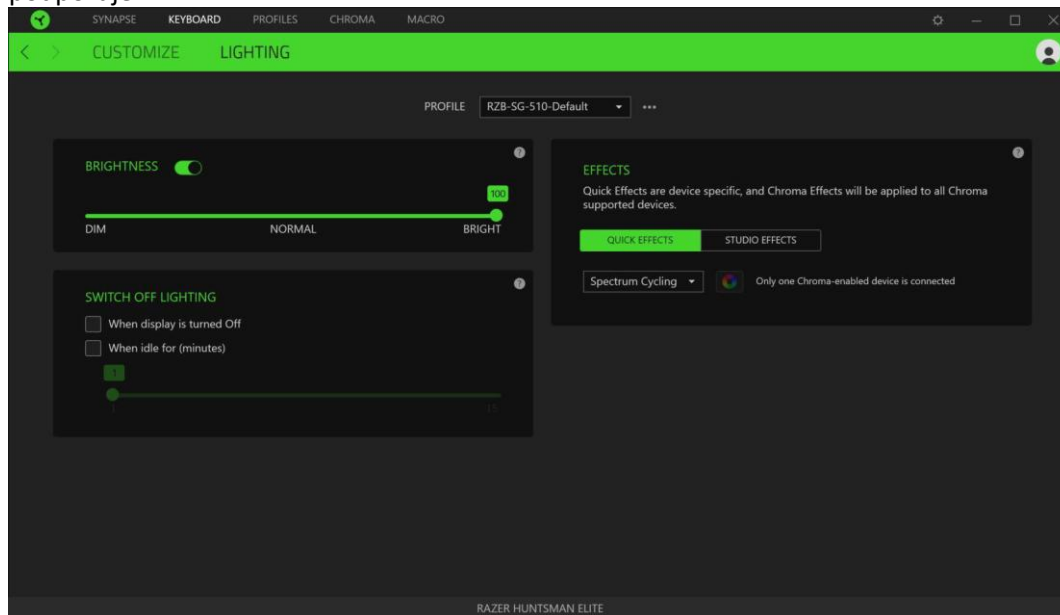 SYNAPSE KEYBOARD PROFILES CHROMA MACRO
CUSTOMIZE LIGHTING
PROFILE RZB-SG-510-Default
BRIGHTNESS
100
DIM NORMAL BRIGHT
SWITCH OFF LIGHTING
When display is turned Off
When idle for (minutes)
1
1 15
EFFECTS
Quick Effects are device specific, and Chroma Effects will be applied to all Chroma
supported devices.
QUICK EFFECTS STUDIO EFFECTS
Spectrum Cycling Only one Chroma-enabled device is connected
RAZER HUNTSMAN ELITE